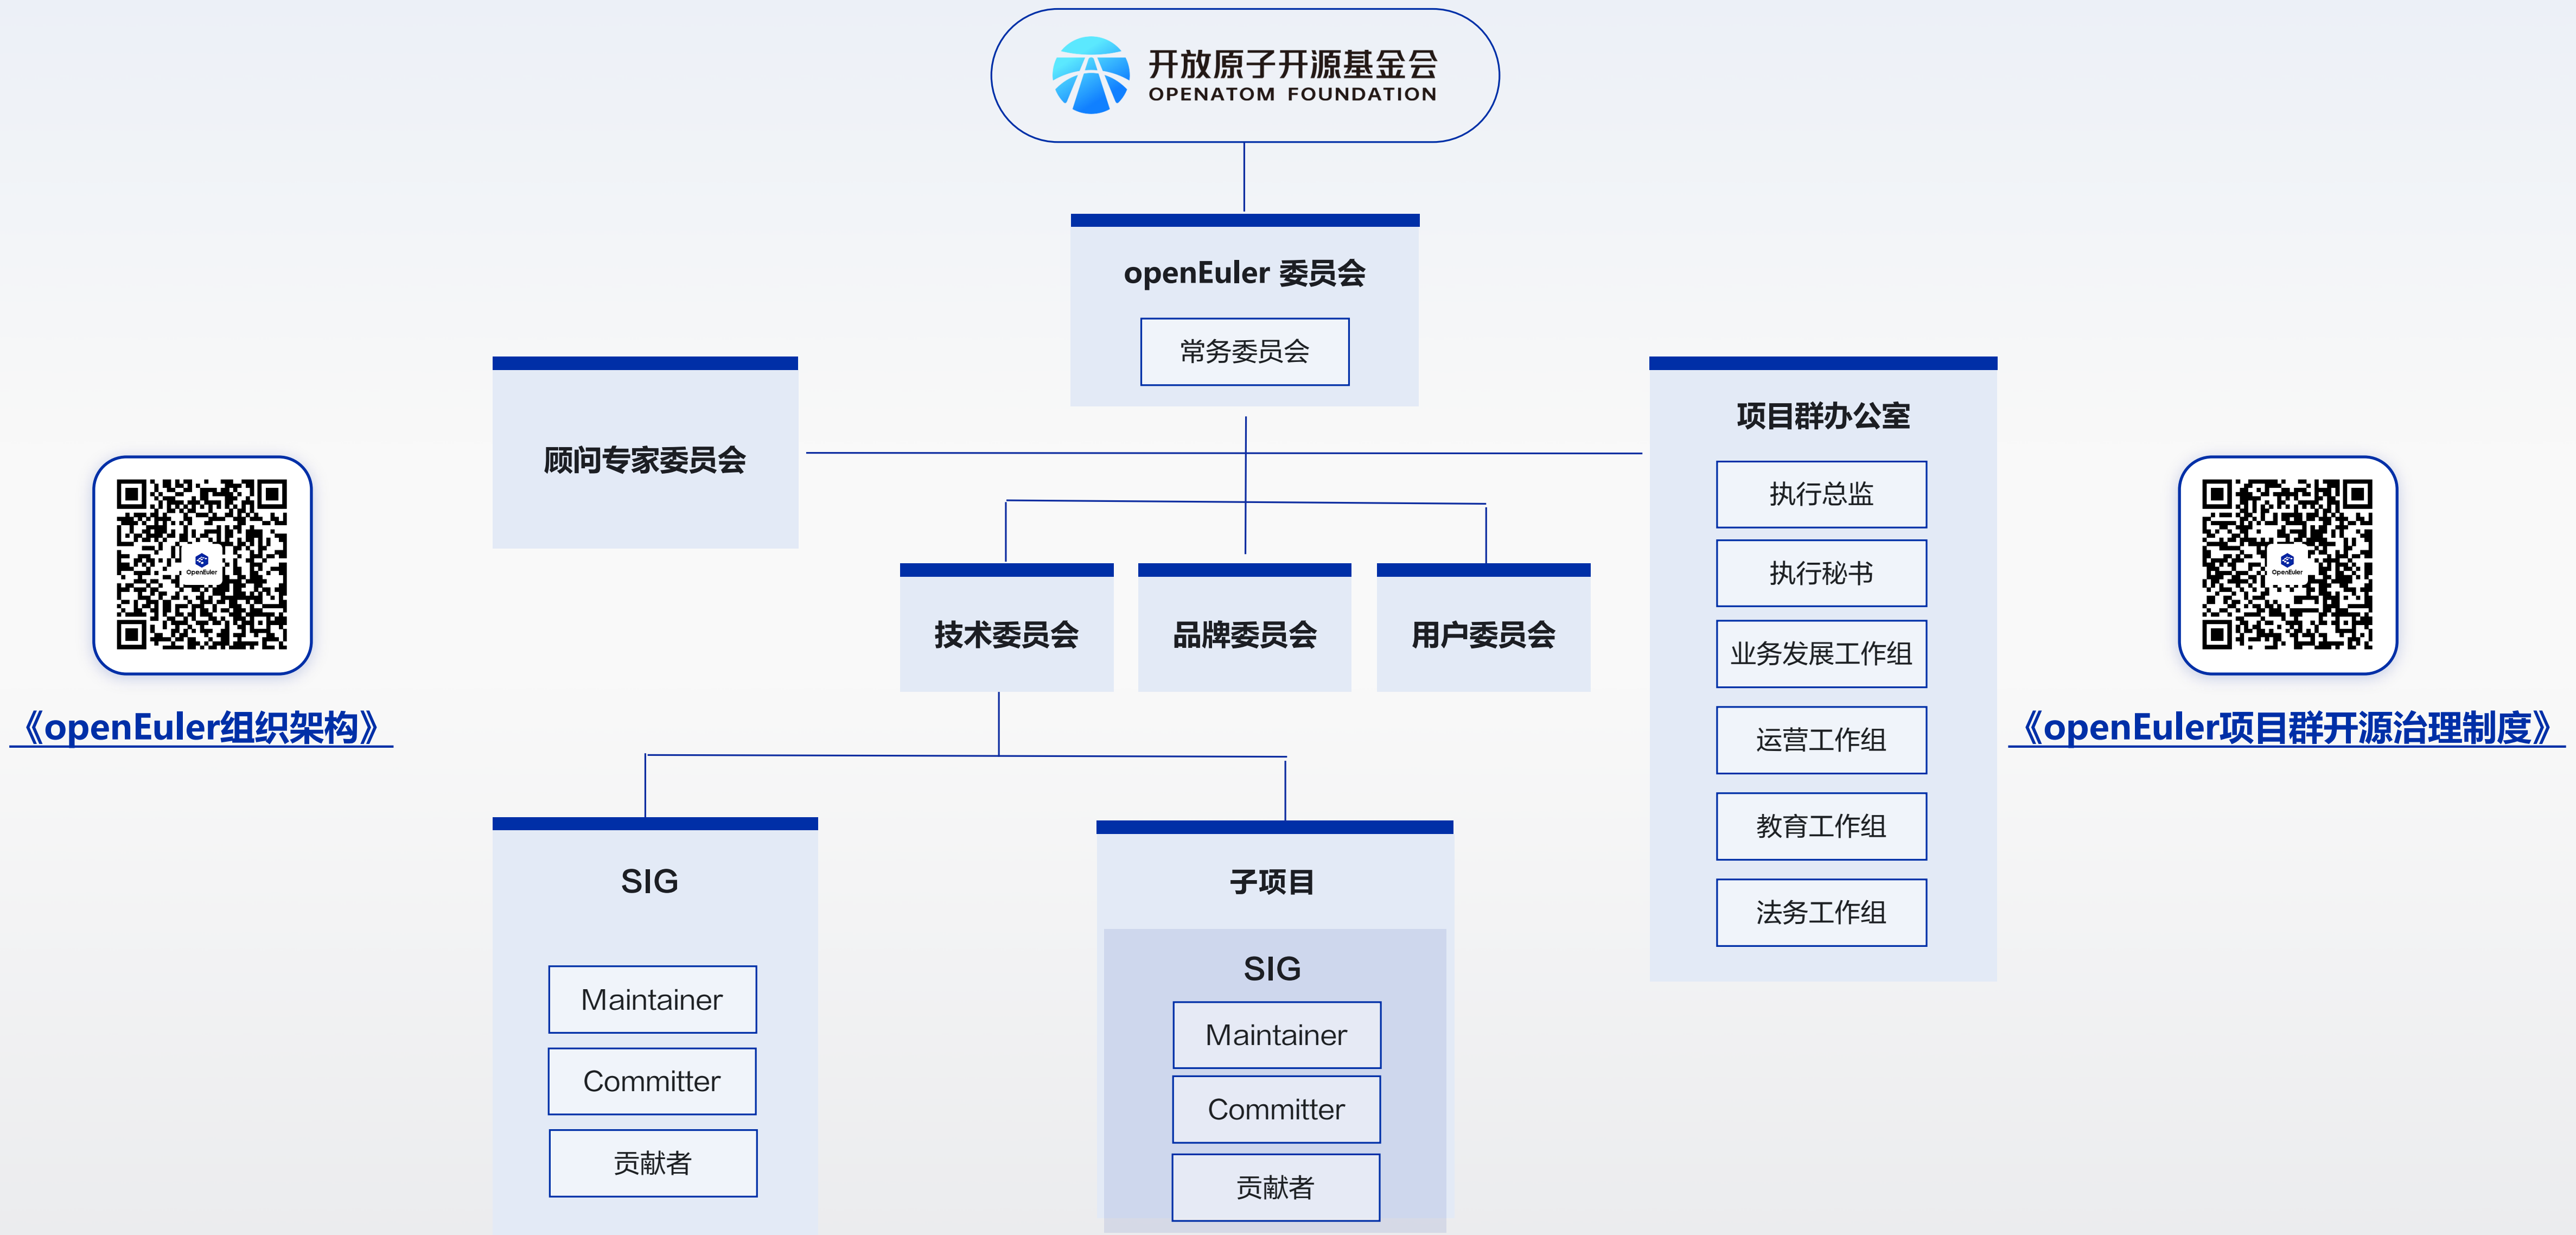 开放原子开源基金会
OPENATOM FOUNDATION
openEuler 委员会
常务委员会
顾问专家委员会
项目群办公室
执行总监
执行秘书
业务发展工作组
运营工作组
教育工作组
法务工作组
技术委员会
品牌委员会
用户委员会
OpenEuler
《openEuler组织架构》
OpenEuler
《openEuler项目群开源治理制度》
SIG
Maintainer
Committer
贡献者
子项目
SIG
Maintainer
Committer
贡献者